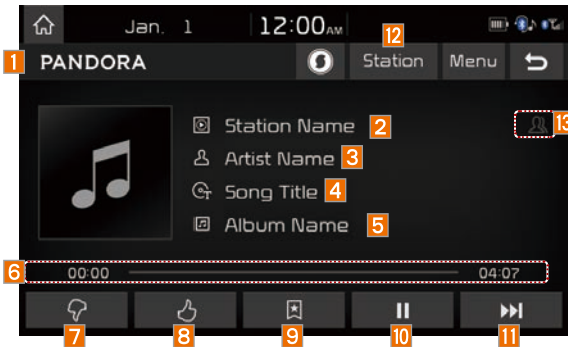 Jan. 1 12:00AM
12
1 PANDORA Station Menu
Station Name 2
13
Artist Name 3
Song Title 4
Album Name 5
6 00:00 04:07
7 8 9 10 11